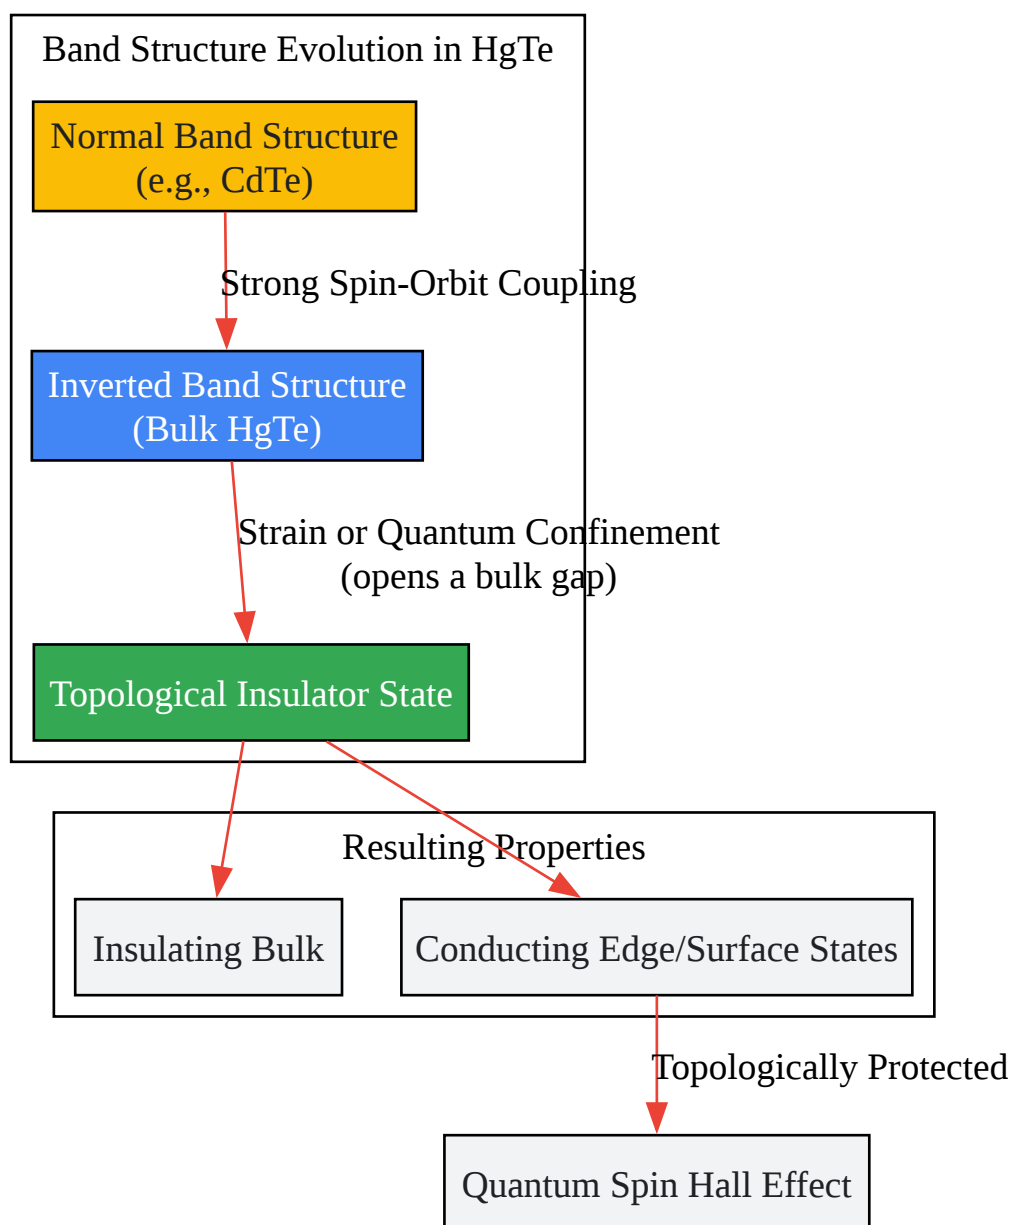 Band Structure Evolution in HgTe
Normal Band Structure
(e.g., CdTe)
Strong Spin-Orbit Coupling
Inverted Band Structure
(Bulk HgTe)
Strain or Quantum Confinement
(opens a bulk gap)
Topological Insulator State
Resulting Properties
Insulating Bulk
Conducting Edge/Surface States
Topologically Protected
Quantum Spin Hall Effect